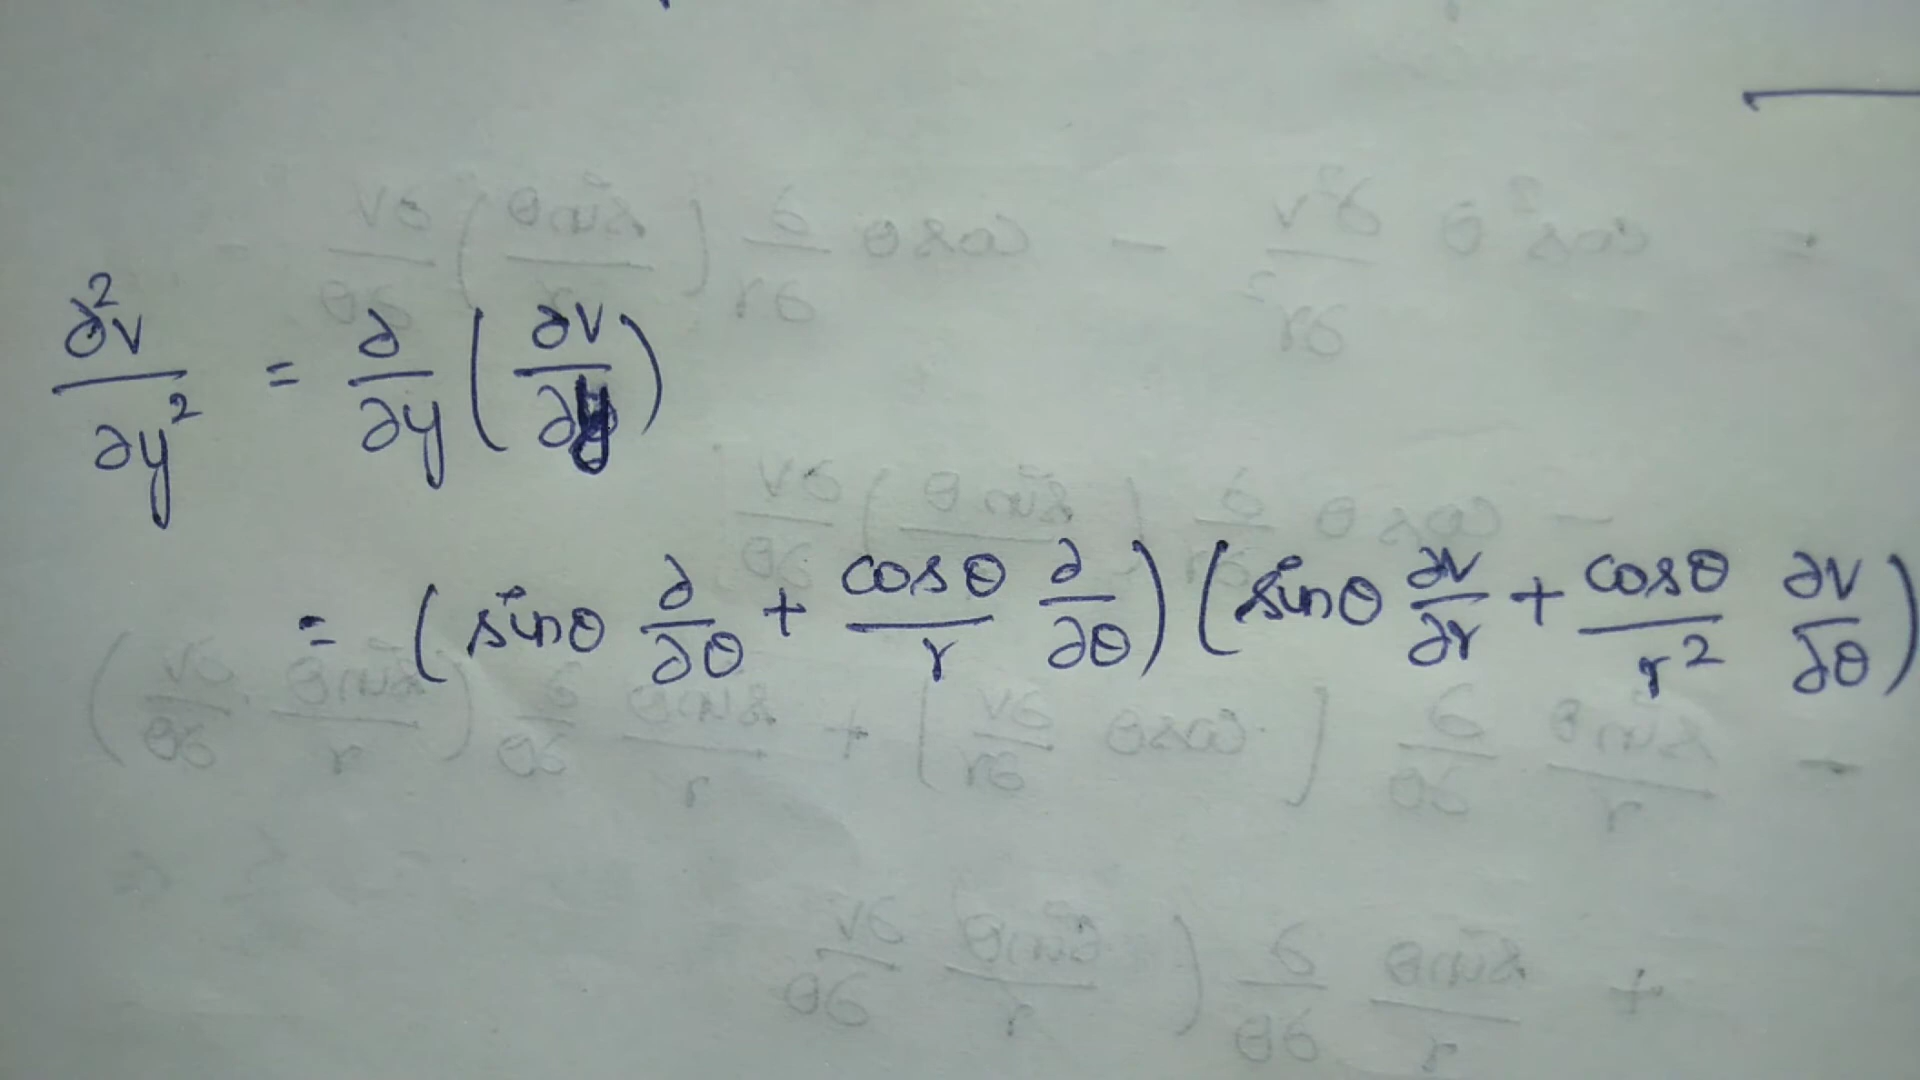 ∂²v/∂y² = ∂/∂y (∂v/∂y)
= (sinθ ∂/∂θ + cosθ/r ∂/∂θ) (sinθ ∂v/∂r + cosθ/r² ∂v/∂θ)